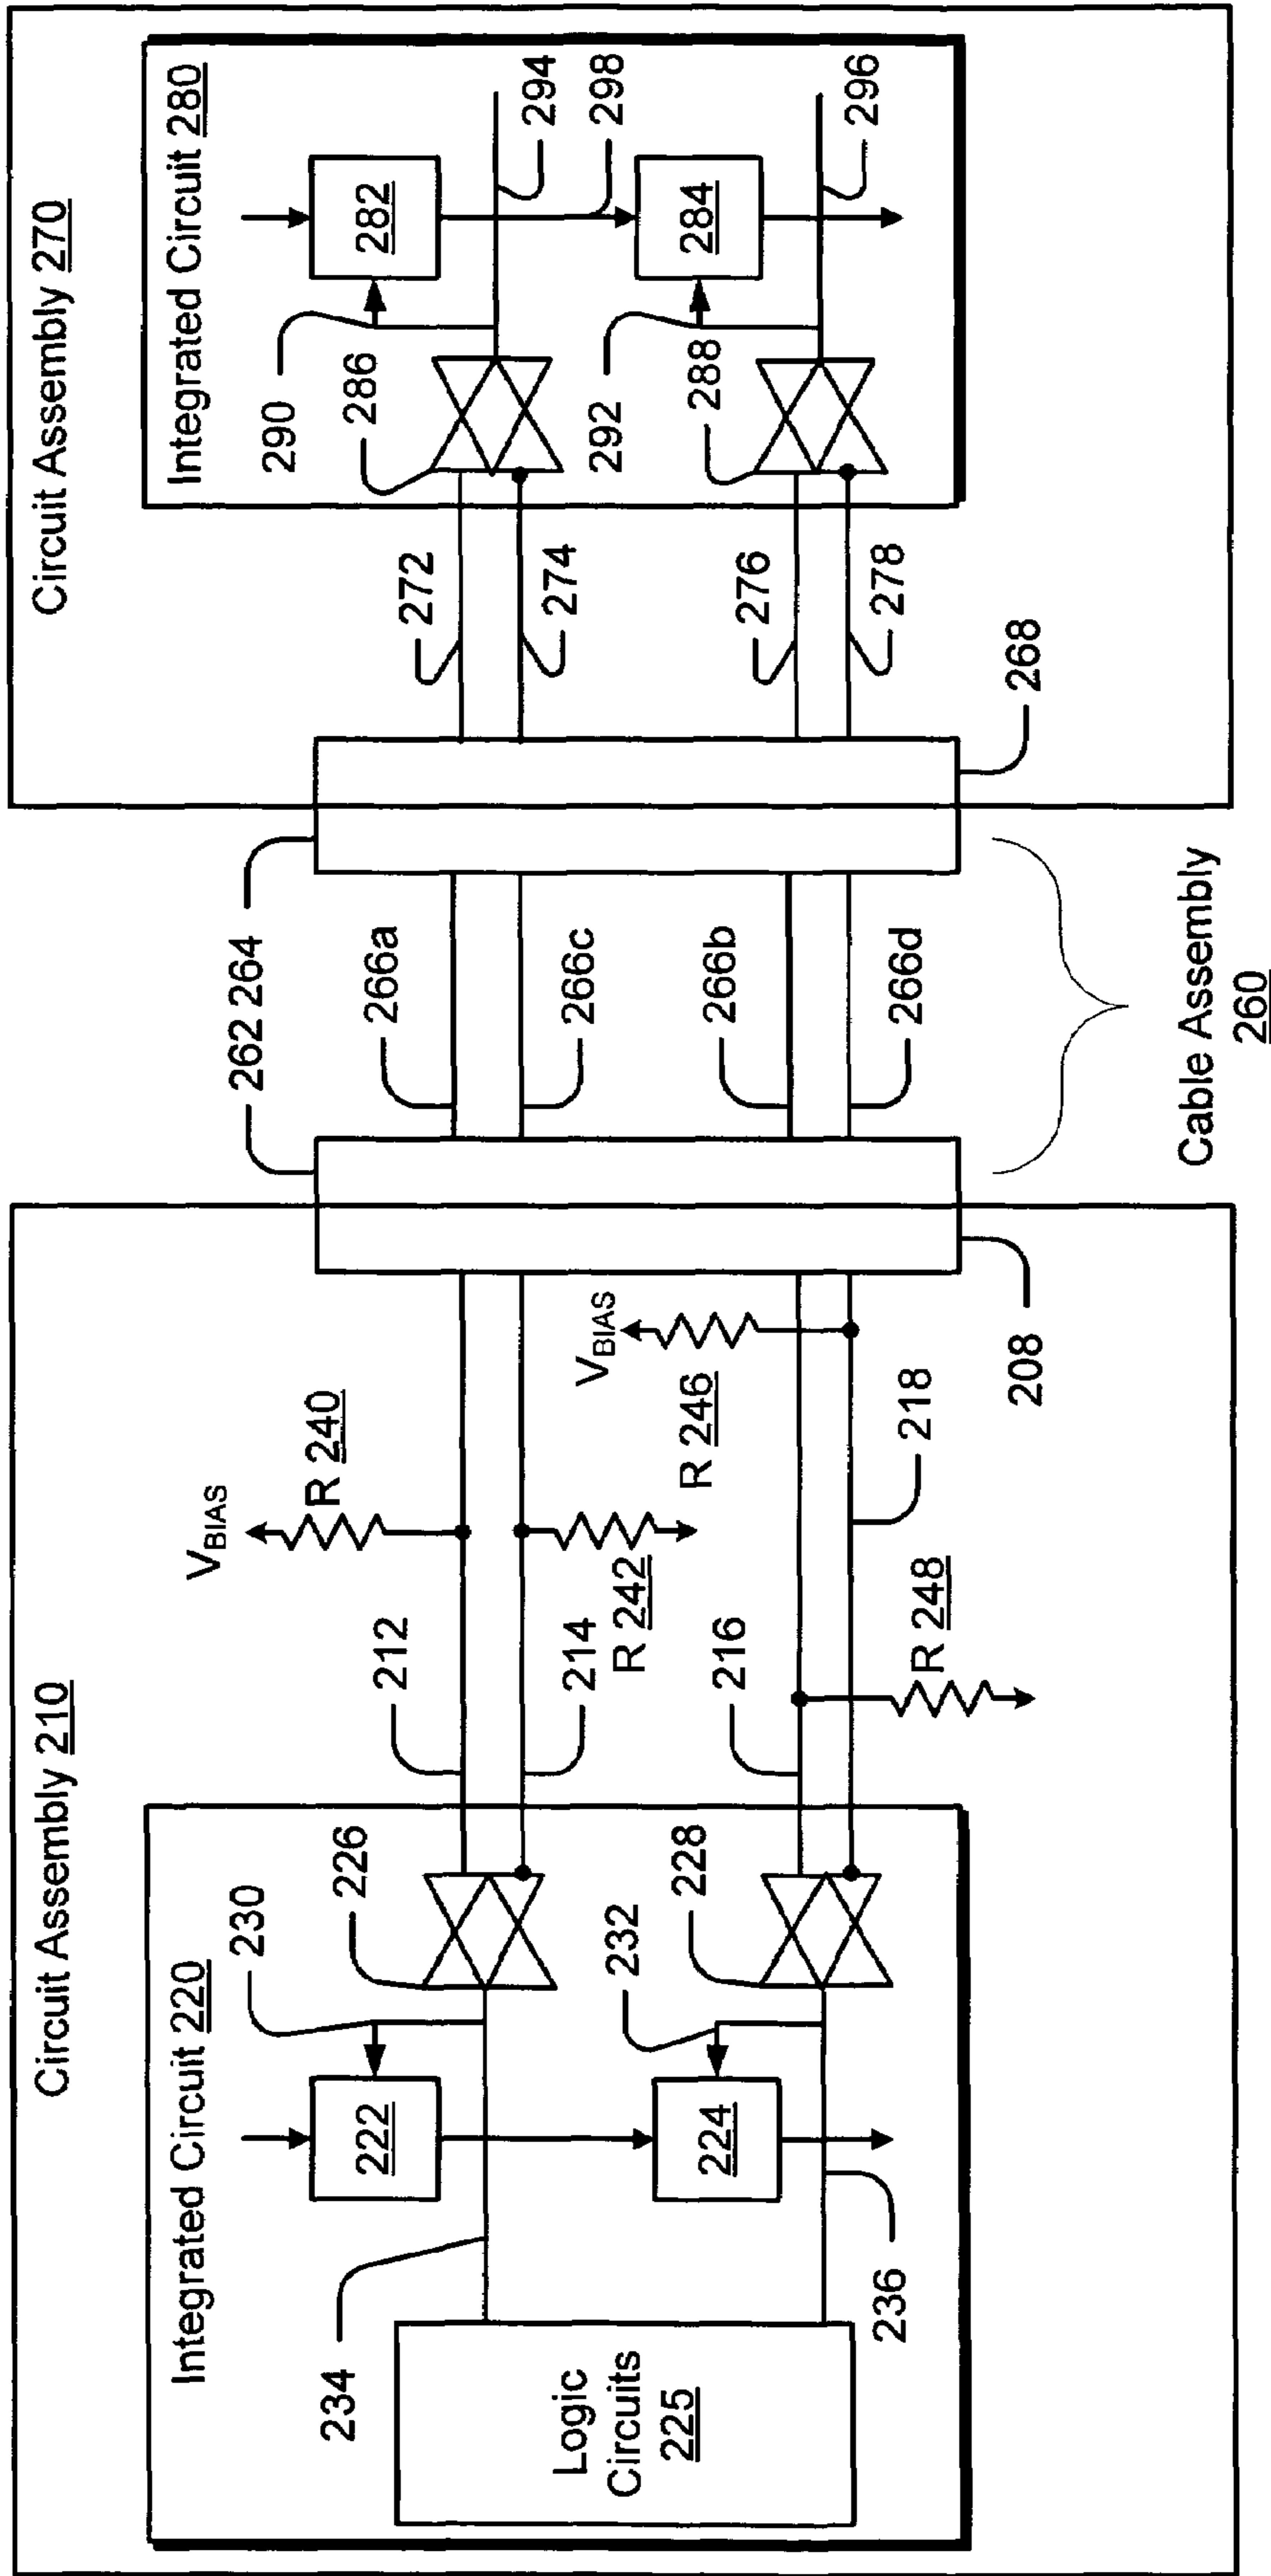 Circuit Assembly 210
Integrated Circuit 220
230
226
222
234
Logic
Circuits
225
232
228
224
236
212
214
216
218
V BIAS
R 240
R 242
V BIAS
R 246
R 248
208
262 264
266a
266c
266b
266d
Cable Assembly
260
268
Circuit Assembly 270
Integrated Circuit 280
272
274
276
278
290
286
282
294
298
292
288
284
296